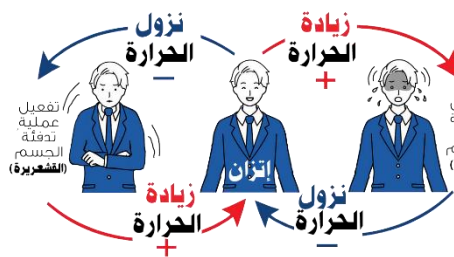 زيادة
الحرارة
+
نزول
الحرارة
−
تفعيل
عملية
تدفئة
الجسم
(القشعريرة)
إتزان
زيادة
الحرارة
+
نزول
الحرارة
−